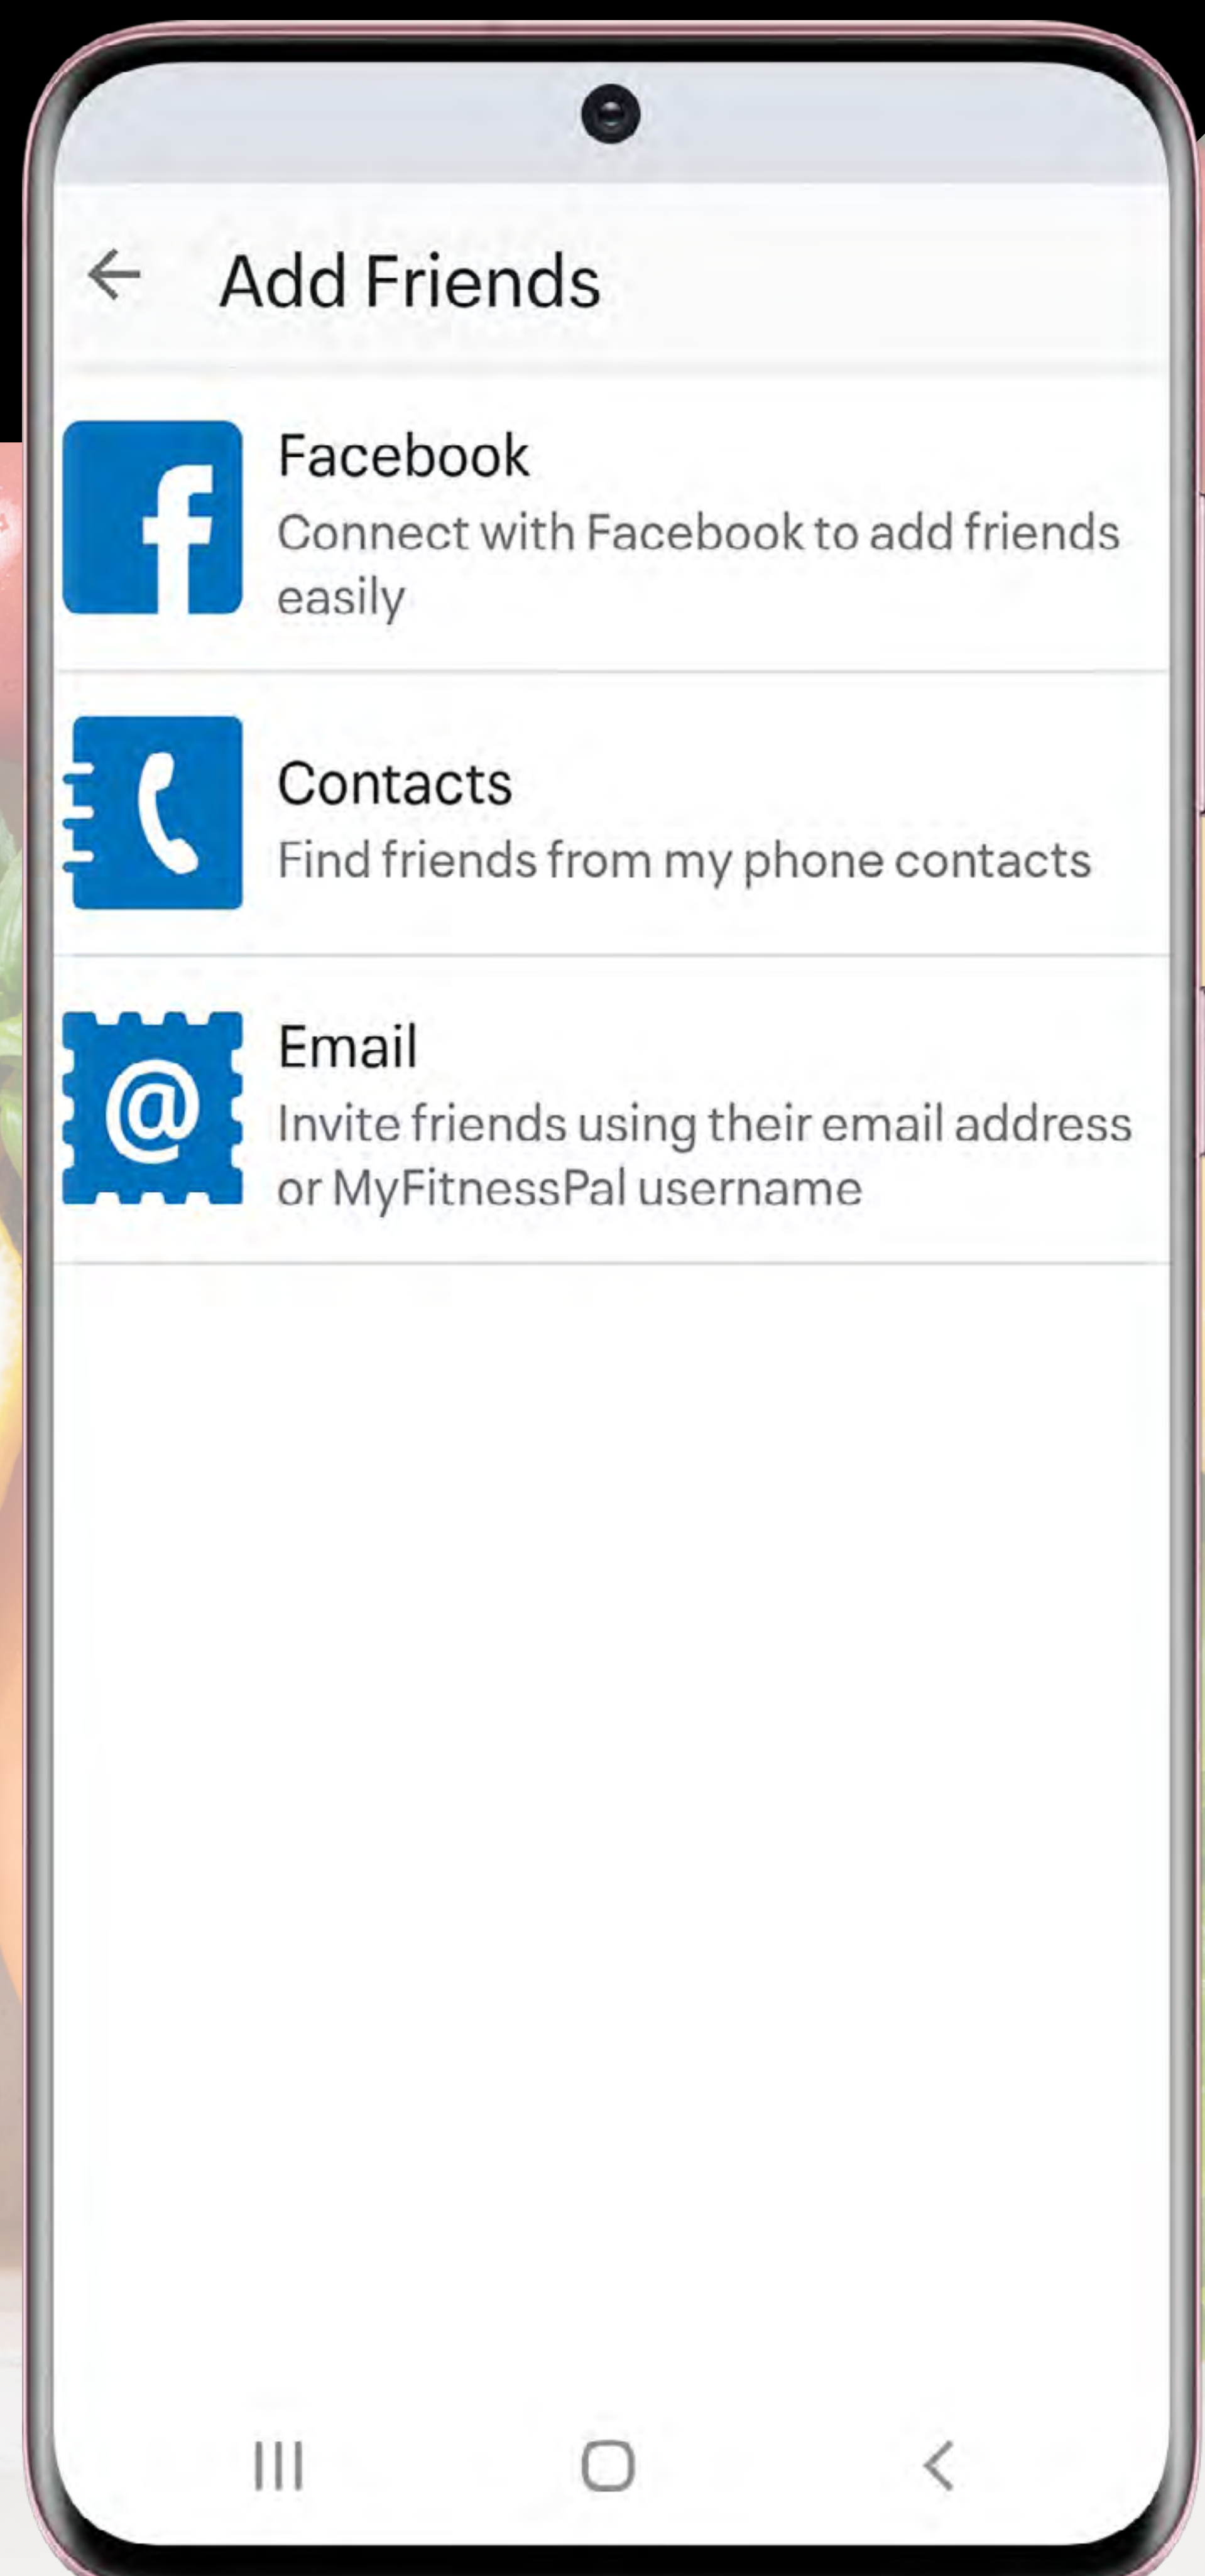 Add Friends
Facebook
Connect with Facebook to add friends
easily
Contacts
Find friends from my phone contacts
@
Email
Invite friends using their email address
or MyFitnessPal username